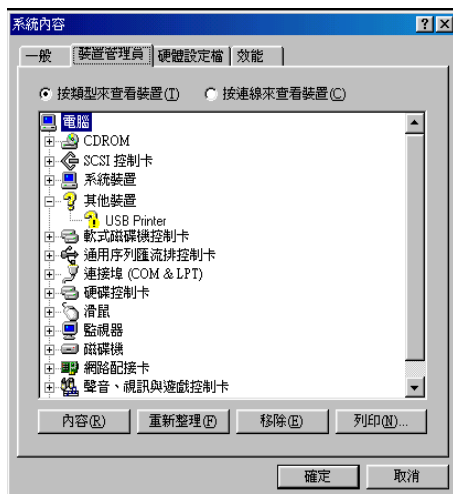 系統內容
一般 裝置管理員 硬體設定檔 效能
按類型來查看裝置(I) 按連線來查看裝置(C)
電腦
CDROM
SCSI 控制卡
系統裝置
其他裝置
USB Printer
軟式磁碟機控制卡
通用序列匯流排控制卡
連接埠 (COM & LPT)
硬碟控制卡
滑鼠
監視器
磁碟機
網路配接卡
聲音、視訊與遊戲控制卡
內容(R) 重新整理(F) 移除(E) 列印(N)...
確定 取消